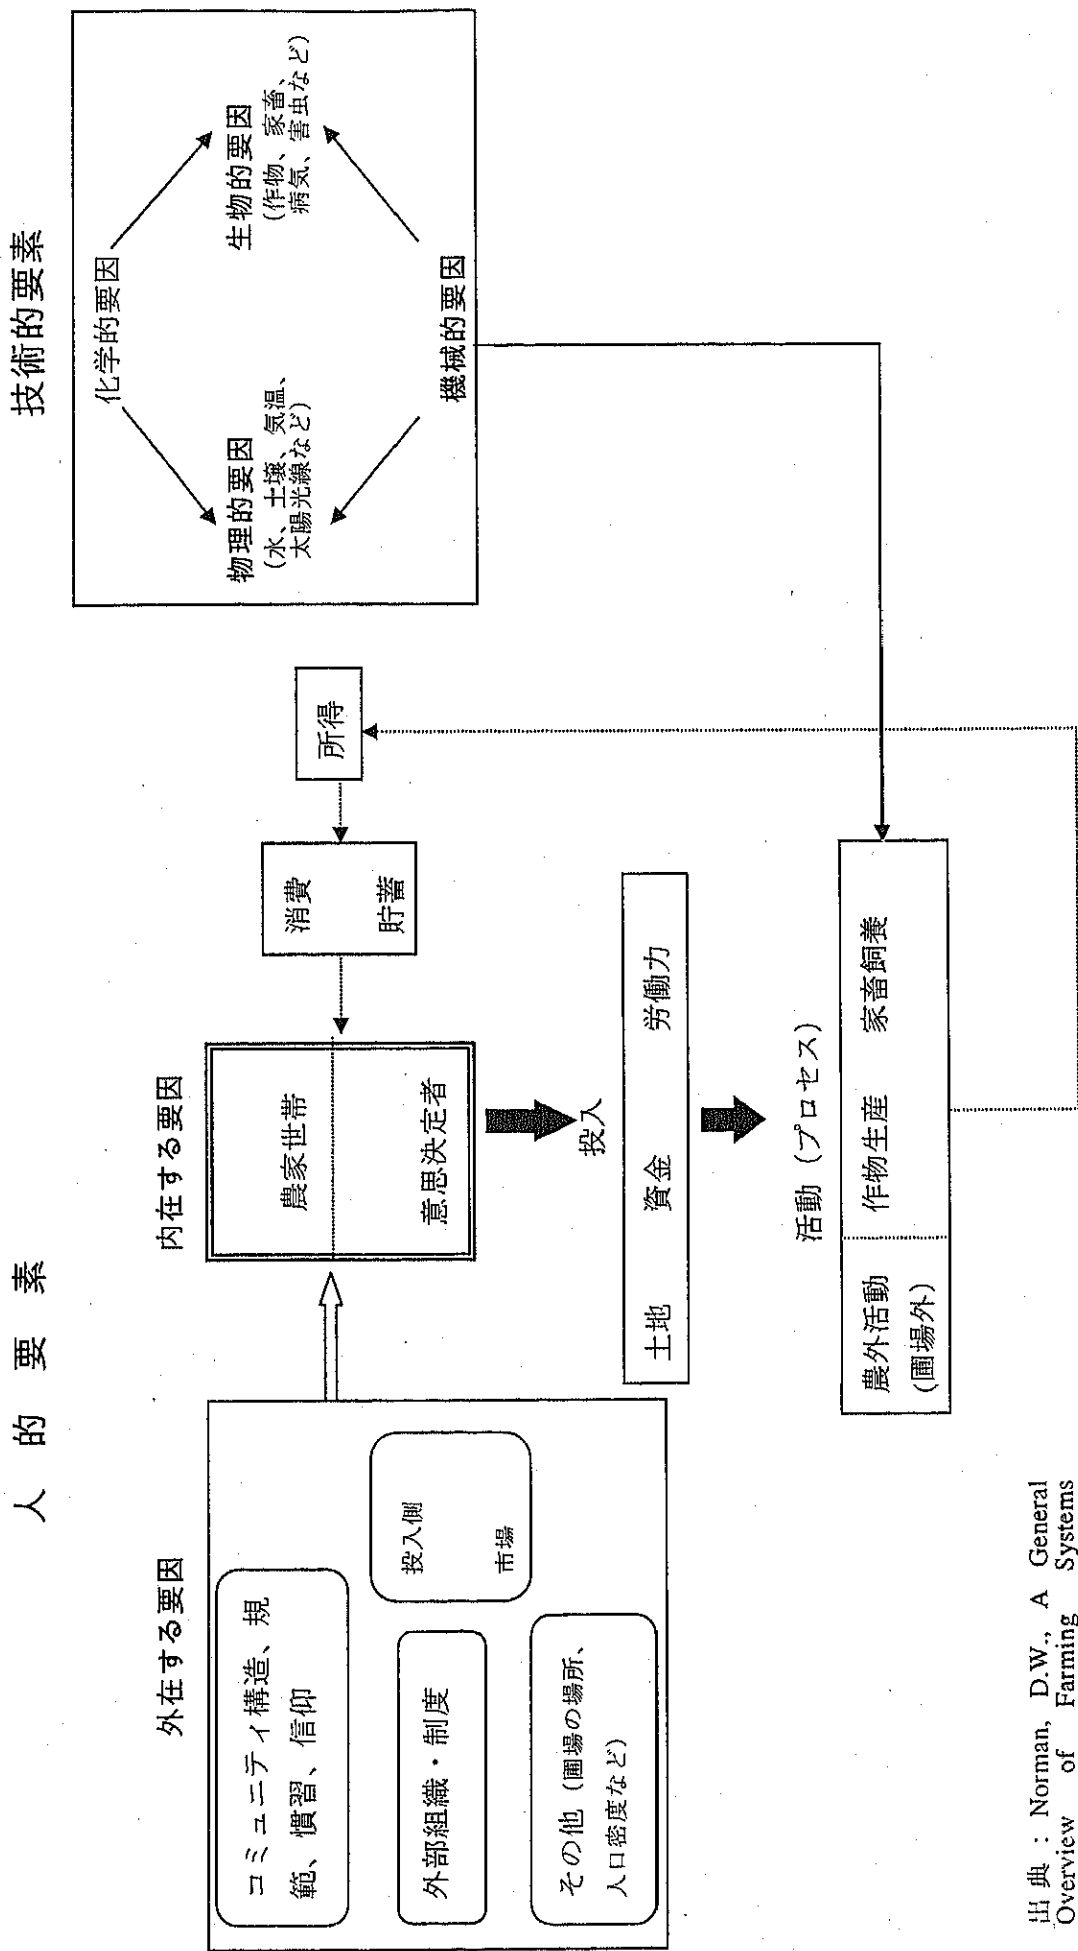 人的要素
外在する要因
コミュニティ構造、規
範、慣習、信仰
外部組織・制度
その他（圃場の場所、
人口密度など）
投入側
市場
内在する要因
農家世帯
意思決定者
消費
貯蓄
所得
投入
土地 資金 労働力
活動（プロセス）
農外活動
（圃場外）
作物生産 家畜飼養
技術的要素
化学的要因
物理的要因
（水、土壌、気温、
太陽光線など）
生物的要因
（作物、家畜、
病気、害虫など）
機械的要因
出典：Norman, D.W., A General
Overview of Farming Systems